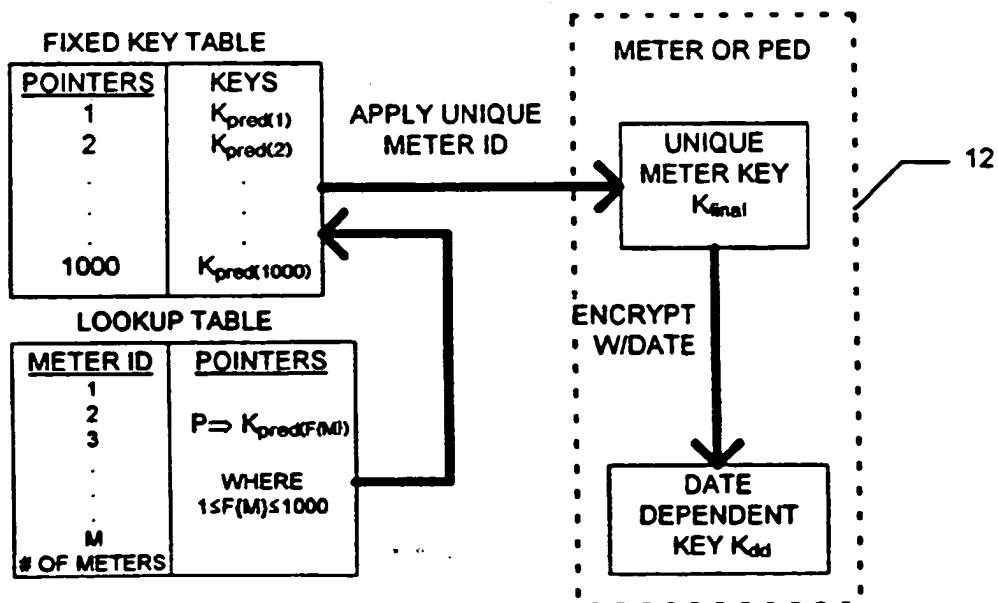 FIXED KEY TABLE
POINTERS KEYS
1 Kpred(1)
2 Kpred(2)
. .
. .
. .
1000 Kpred(1000)
APPLY UNIQUE
METER ID
METER OR PED
UNIQUE
METER KEY
Kfinal
12
ENCRYPT
W/DATE
DATE
DEPENDENT
KEY Kdd
LOOKUP TABLE
METER ID POINTERS
1
2
3
.
.
.
M
# OF METERS
P⇒ Kpred(F{M})
WHERE
1≤F{M}≤1000